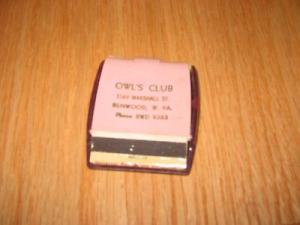 OWL'S CLUB
MARSHALL ST.
BENWOOD, W. VA.
Phone